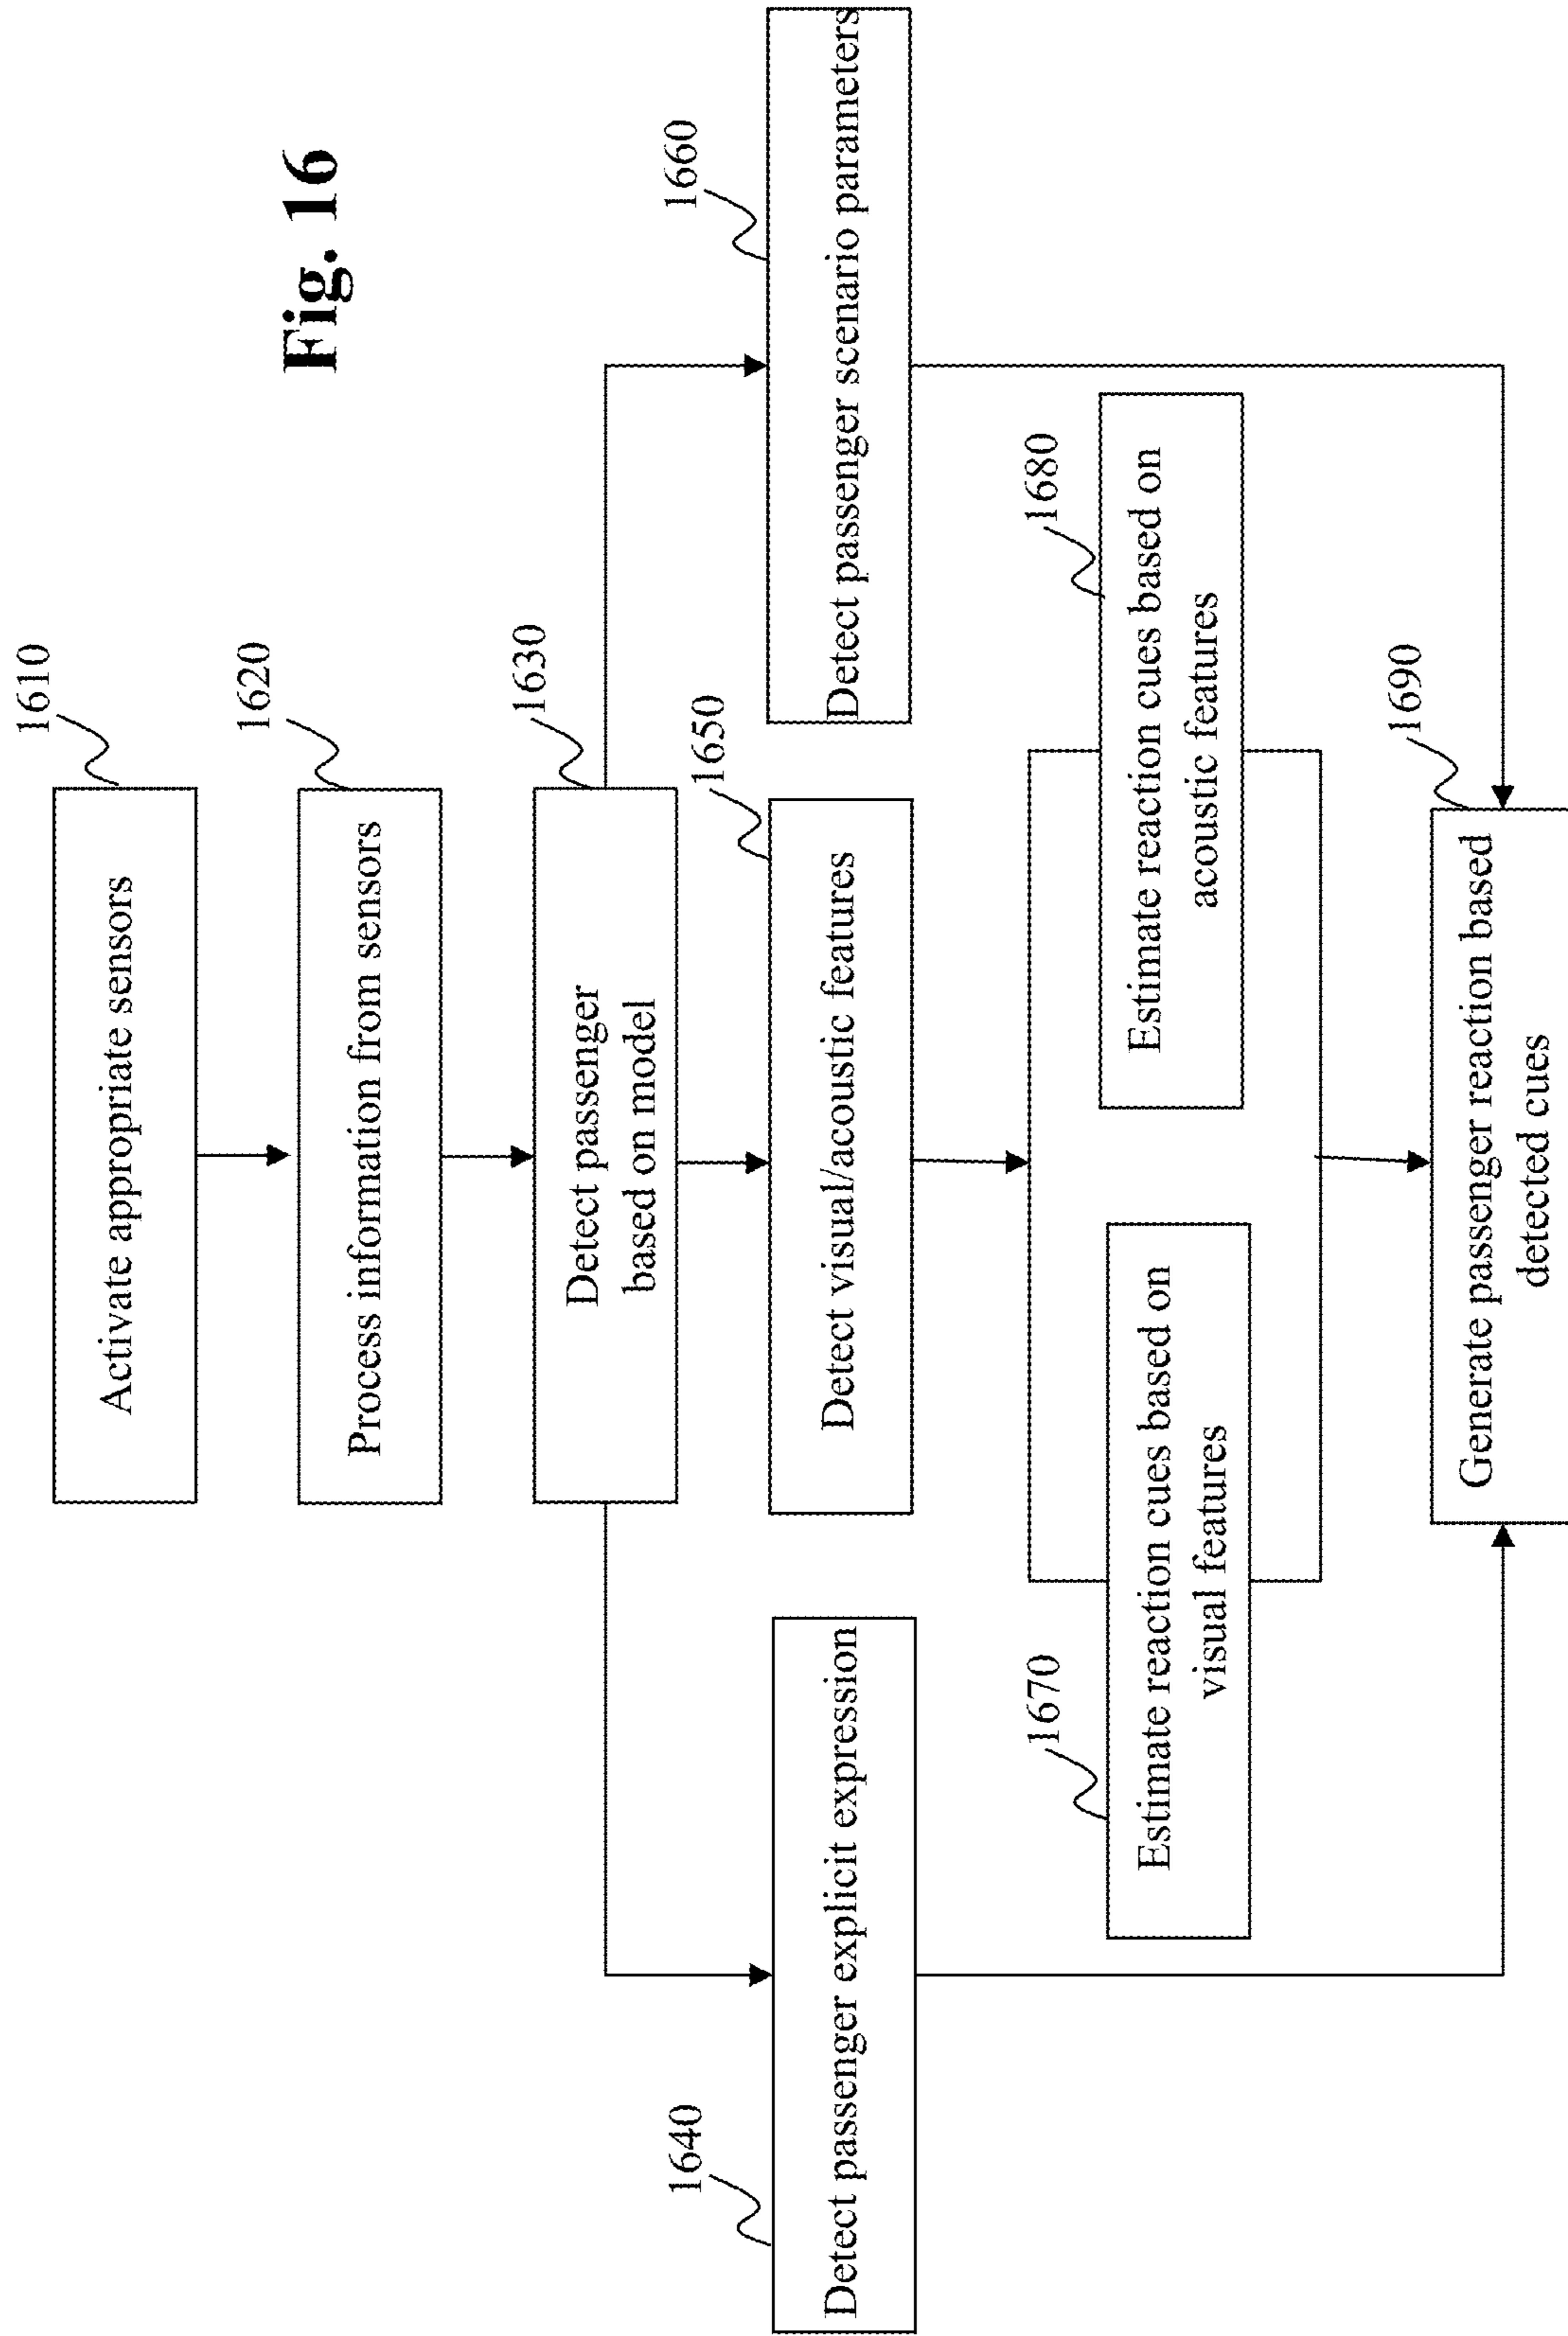 Fig. 16
1610
Activate appropriate sensors
1620
Process information from sensors
1630
Detect passenger
based on model
1640
Detect passenger explicit expression
1650
Detect visual/acoustic features
1660
Detect passenger scenario parameters
1670
Estimate reaction cues based on
visual features
1680
Estimate reaction cues based on
acoustic features
1690
Generate passenger reaction based
detected cues